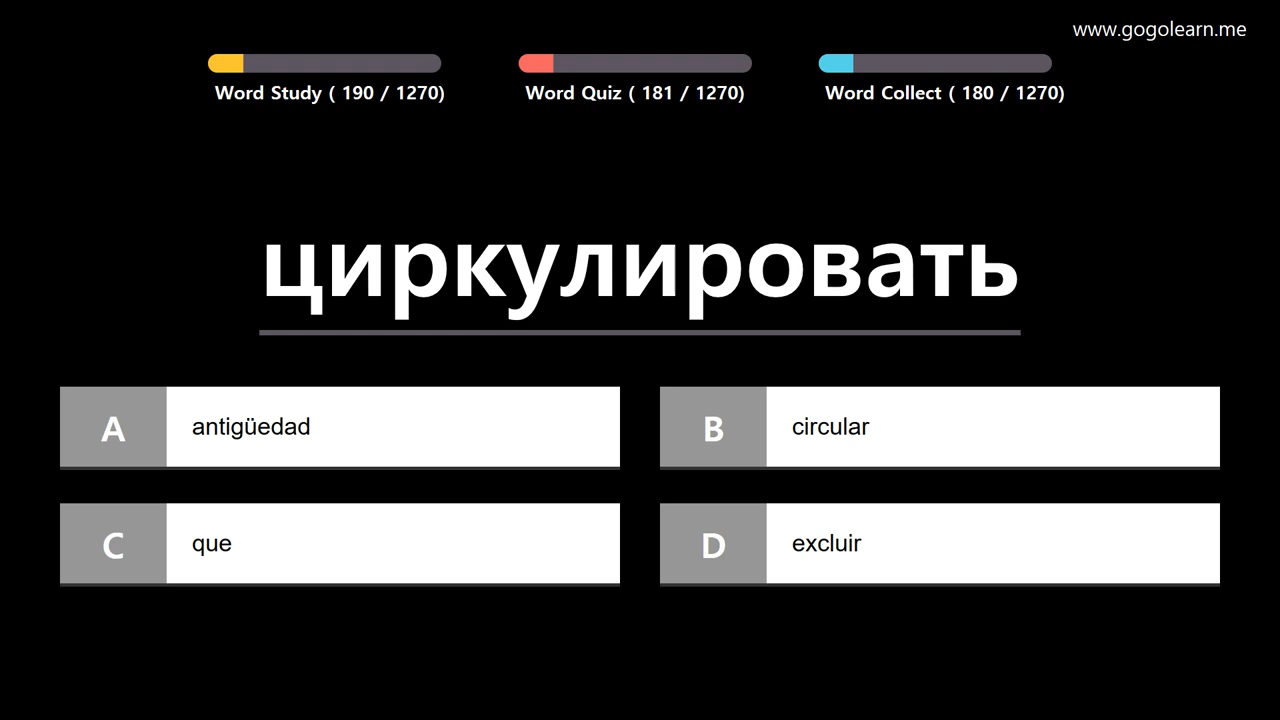 www.gogolearn.me
Word Study ( 190 / 1270)
Word Quiz ( 181 / 1270)
Word Collect ( 180 / 1270)
циркулировать
A antigüedad
B circular
C que
D excluir